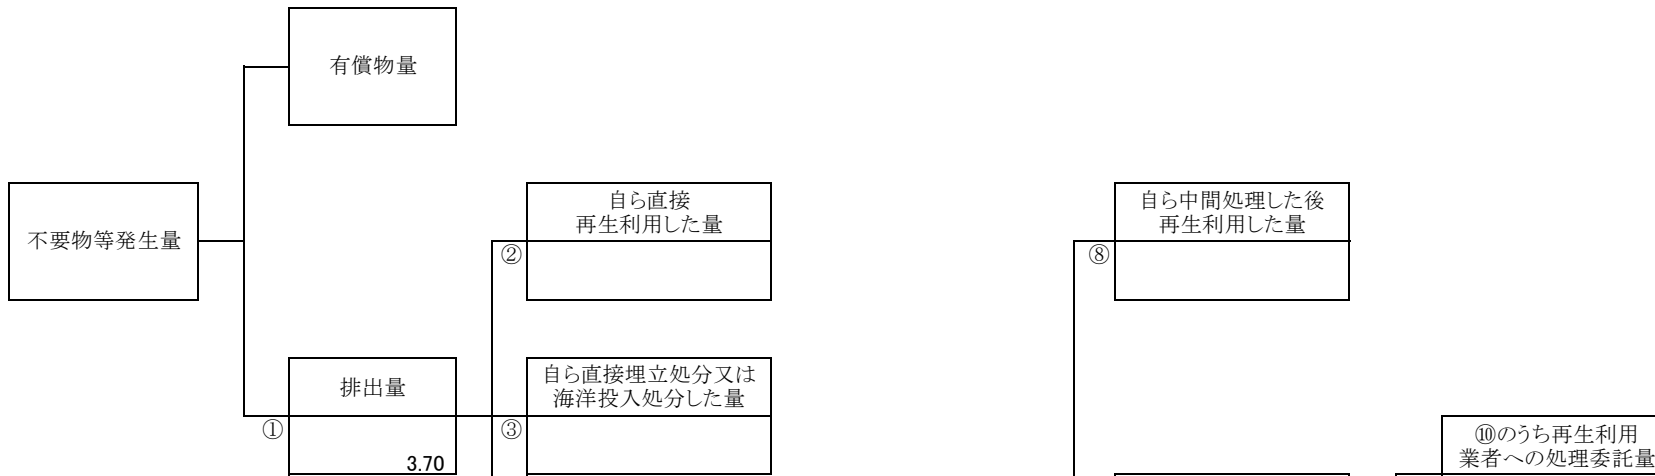 有償物量
不要物等発生量
自ら直接
再生利用した量
②
自ら中間処理した後
再生利用した量
⑧
排出量
①
3.70
自ら直接埋立処分又は
海洋投入処分した量
③
⑩のうち再生利用
業者への処理委託量